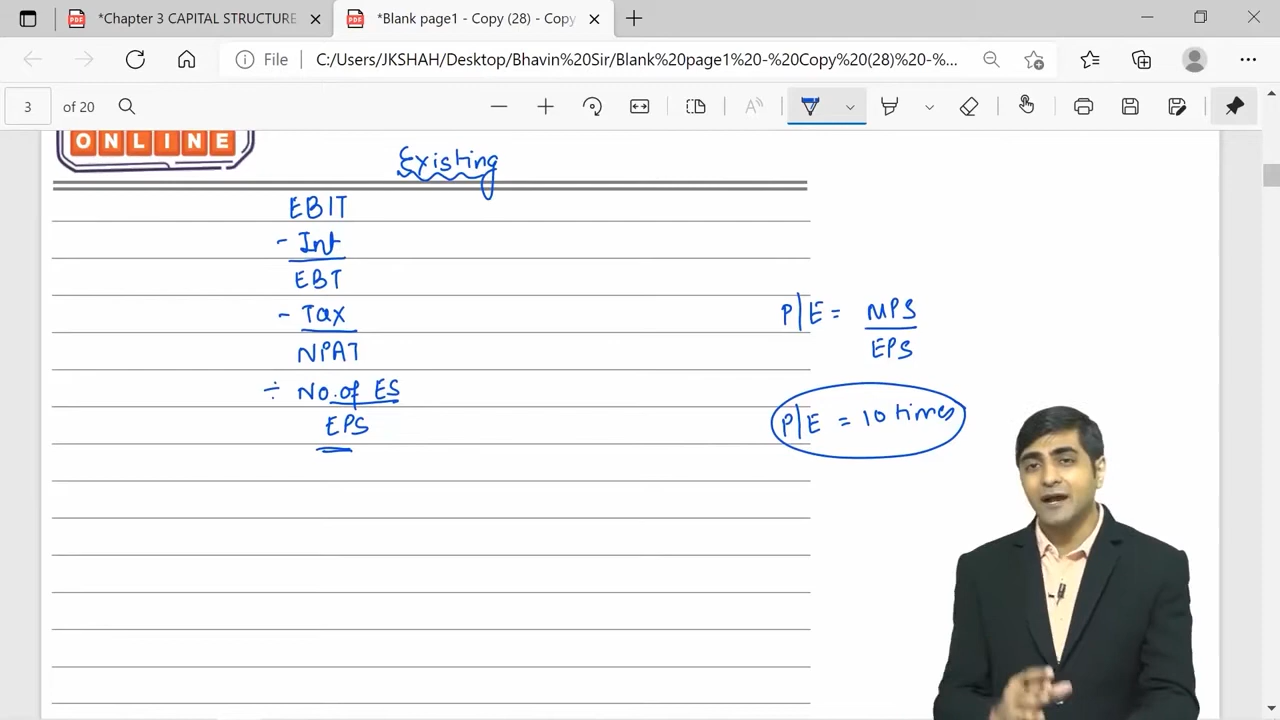 *Chapter 3 CAPITAL STRUCTURE
*Blank page1 - Copy (28) - Copy
File
C:/Users/JKSHAH/Desktop/Bhavin%20Sir/Blank%20page1%20-%20Copy%20(28)%20-%...
3 of 20
ONLINE
Existing
EBIT
- Int
EBT
- Tax
NPAT
÷ No. of ES
EPS
P/E = MPS
EPS
P/E = 10 times